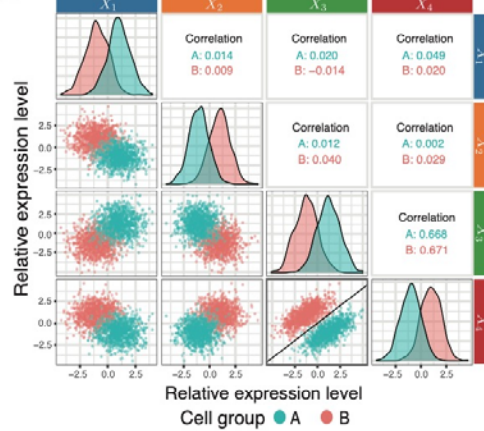 X₁ X₂ X₃ X₄
Correlation Correlation Correlation
A: 0.014 A: 0.020 A: 0.049
B: 0.009 B: −0.014 B: 0.020
X₁
Relative expression level
2.5
0.0
−2.5
Correlation Correlation
A: 0.012 A: 0.002
B: 0.040 B: 0.029
X₂
2.5
0.0
−2.5
Correlation
A: 0.668
B: 0.671
X₃
2.5
0.0
−2.5
X₄
−2.5 0.0 2.5 −2.5 0.0 2.5 −2.5 0.0 2.5 −2.5 0.0 2.5
Relative expression level
Cell group A B